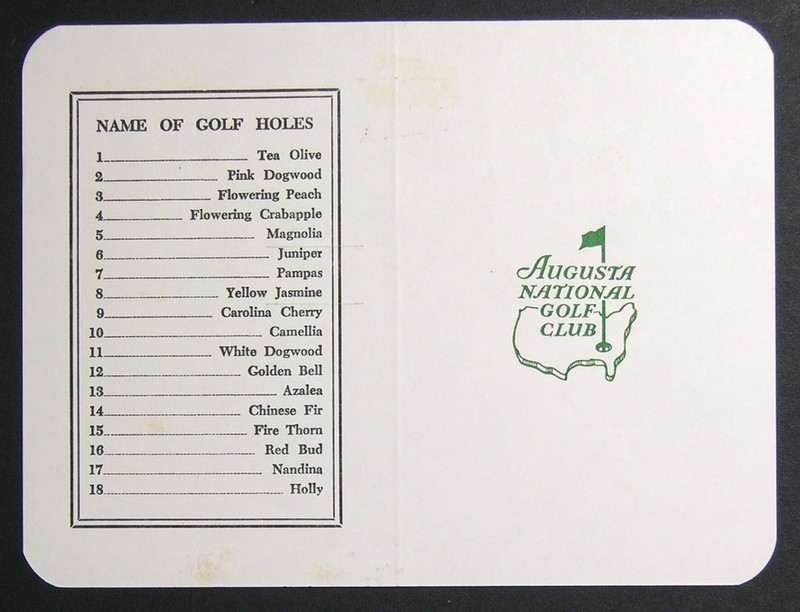 NAME OF GOLF HOLES
1 Tea Olive
2 Pink Dogwood
3 Flowering Peach
4 Flowering Crabapple
5 Magnolia
6 Juniper
7 Pampas
8 Yellow Jasmine
9 Carolina Cherry
10 Camellia
11 White Dogwood
12 Golden Bell
13 Azalea
14 Chinese Fir
15 Fire Thorn
16 Red Bud
17 Nandina
18 Holly
AUGUSTA
NATIONAL
GOLF
CLUB